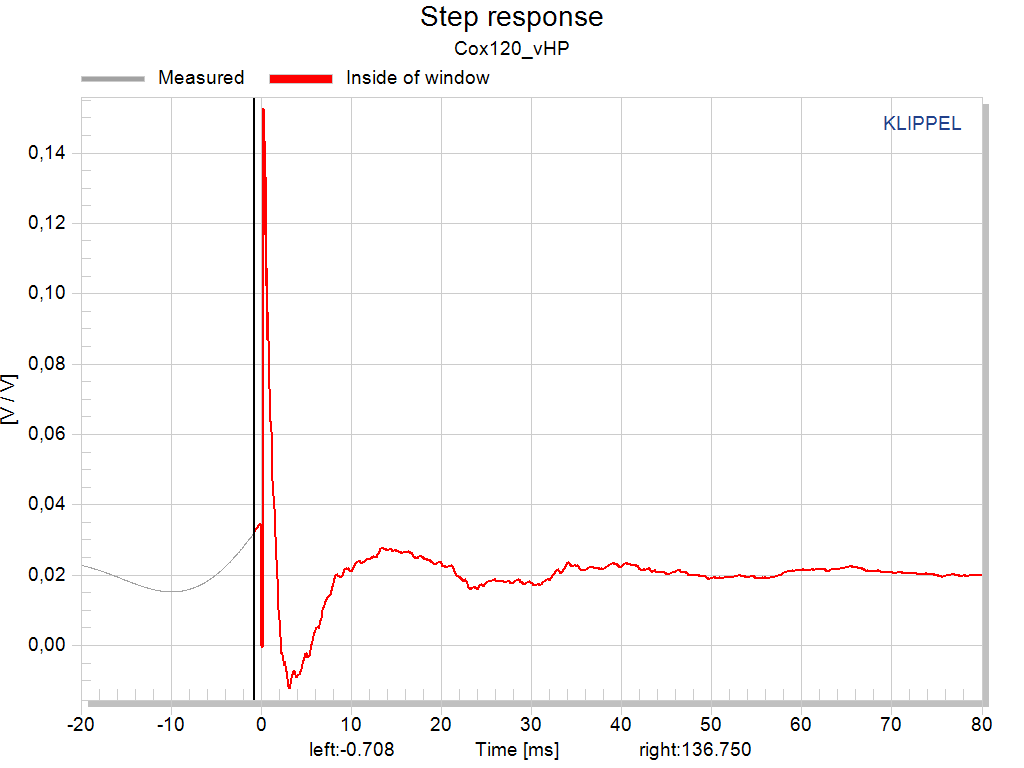 Step response
Cox120_vHP
Measured Inside of window
KLIPPEL
0,14
0,12
0,10
0,08
0,06
0,04
0,02
0,00
[V / V]
-20 -10 0 10 20 30 40 50 60 70 80
left:-0.708 Time [ms] right:136.750